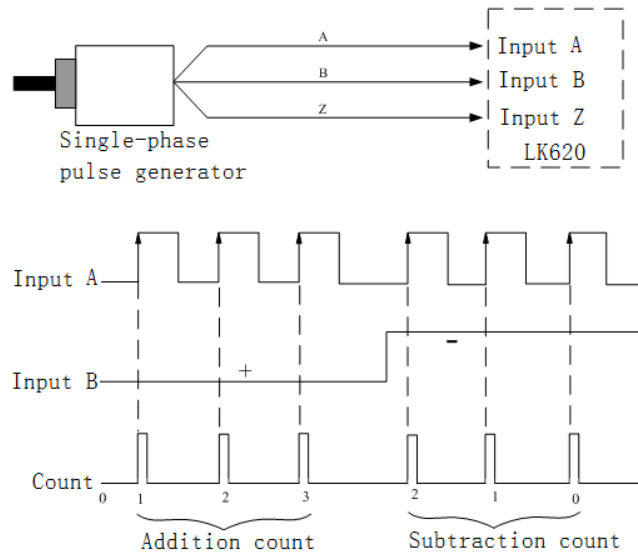 A
Input A
B
Input B
Z
Input Z
LK620
Single-phase
pulse generator
Input A
+
-
Input B
Count
0 1 2 3 2 1 0
Addition count
Subtraction count